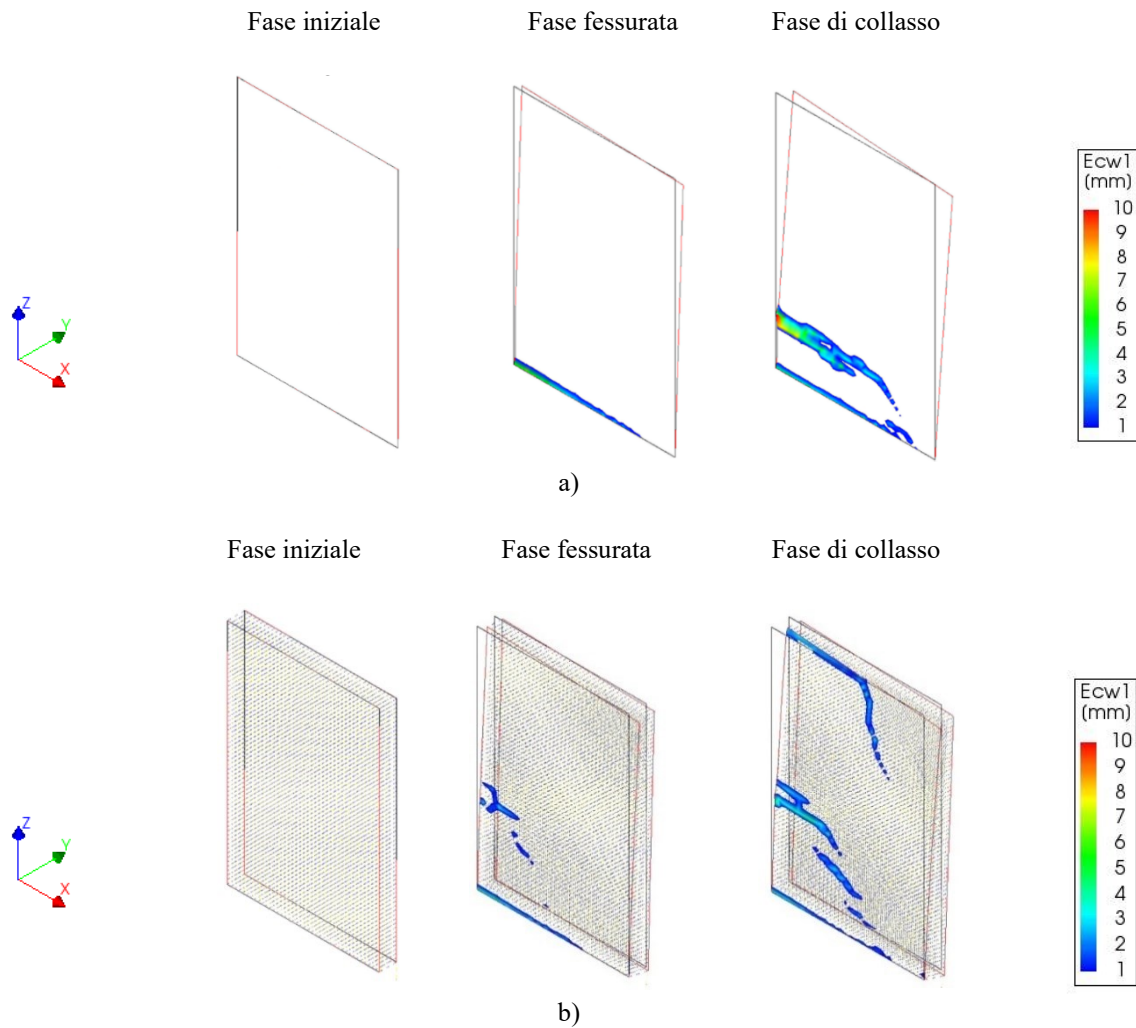 Fase iniziale Fase fessurata Fase di collasso
Ecw1
(mm)
10
9
8
7
6
5
4
3
2
1
Z
Y
X
a)
Fase iniziale Fase fessurata Fase di collasso
Ecw1
(mm)
10
9
8
7
6
5
4
3
2
1
Z
Y
X
b)